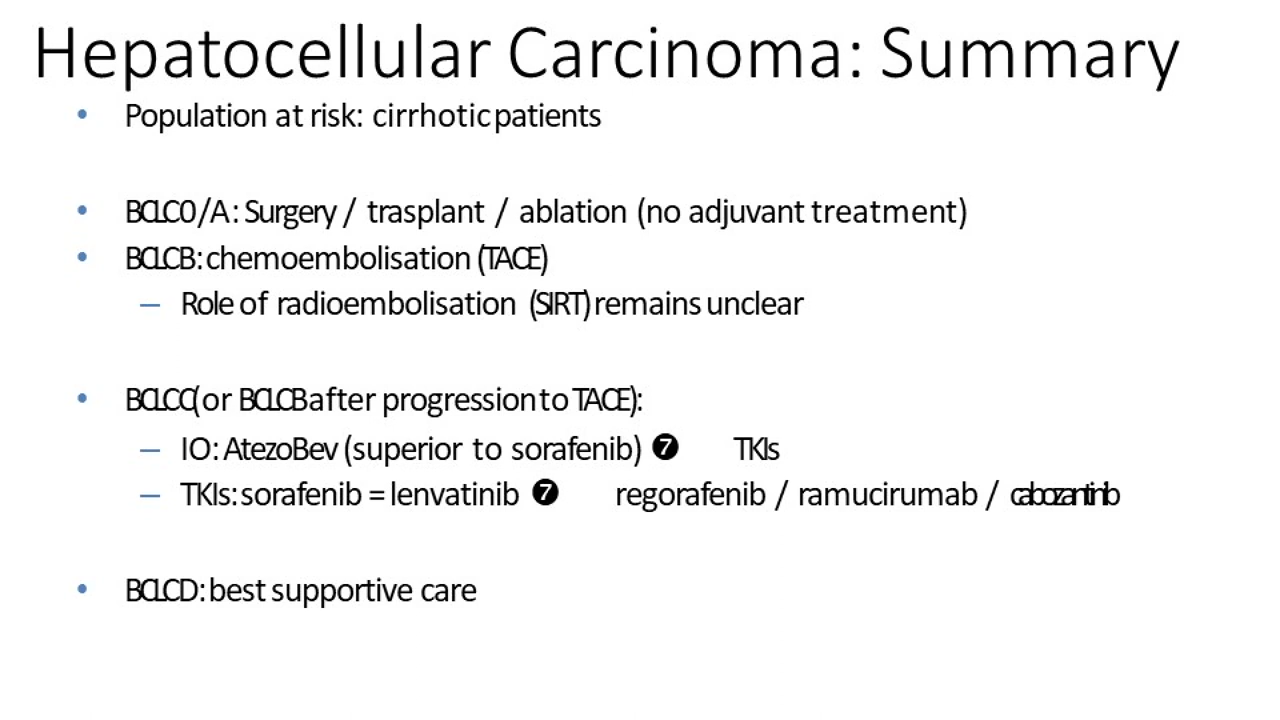 Hepatocellular Carcinoma: Summary
• Population at risk: cirrhotic patients
• BCLC 0/A: Surgery / trasplant / ablation (no adjuvant treatment)
• BCLC B: chemoembolisation (TACE)
– Role of radioembolisation (SIRT) remains unclear
• BCLC C (or BCLC B after progression to TACE):
– IO: AtezoBev (superior to sorafenib) ❼ TKIs
– TKIs: sorafenib = lenvatinib ❼ regorafenib / ramucirumab / cabozantinib
• BCLC D: best supportive care